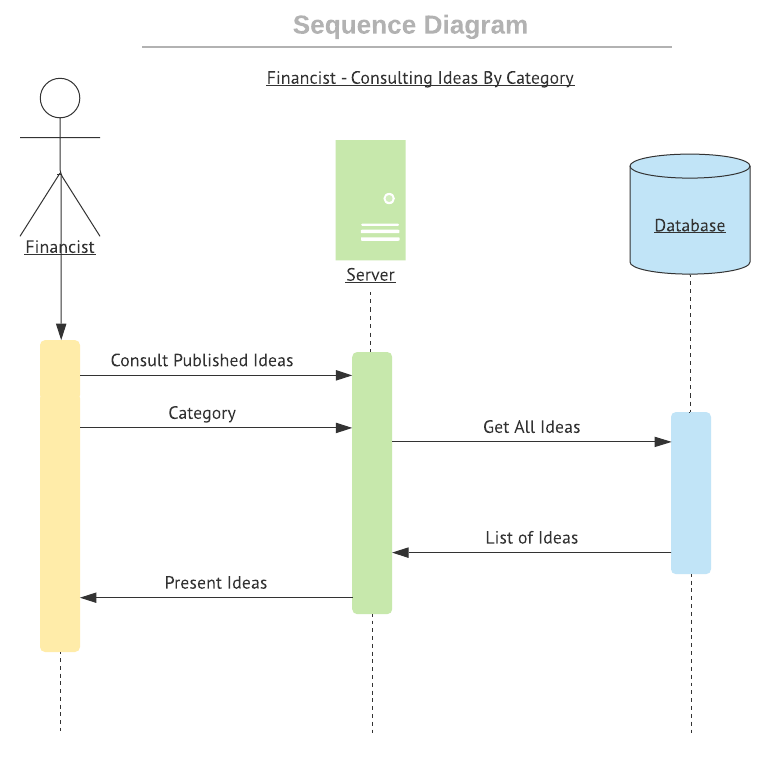 Sequence Diagram
Financist - Consulting Ideas By Category
Financist
Server
Database
Consult Published Ideas
Category
Get All Ideas
List of Ideas
Present Ideas